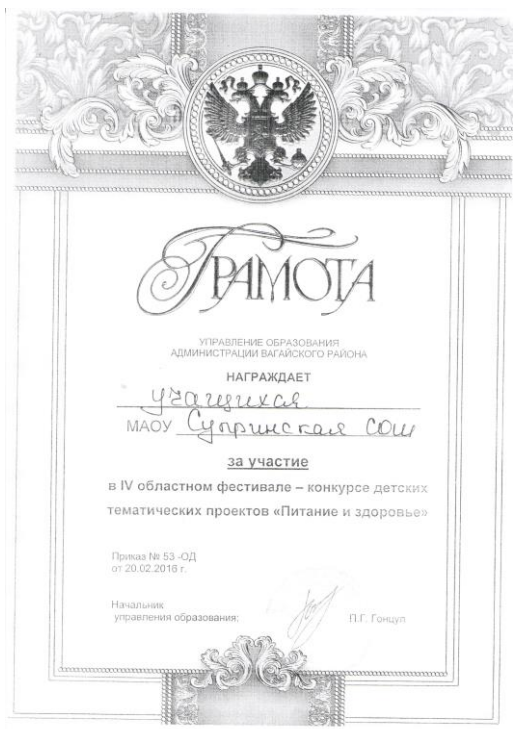 ГРАМОТА
УПРАВЛЕНИЕ ОБРАЗОВАНИЯ
АДМИНИСТРАЦИИ ВАГАЙСКОГО РАЙОНА
НАГРАЖДАЕТ
учащихся
МАОУ Супринская СОШ
за участие
в IV областном фестивале – конкурсе детских
тематических проектов «Питание и здоровье»
Приказ № 53 -ОД
от 20.02.2016 г.
Начальник
управления образования:
П.Г. Гонцул